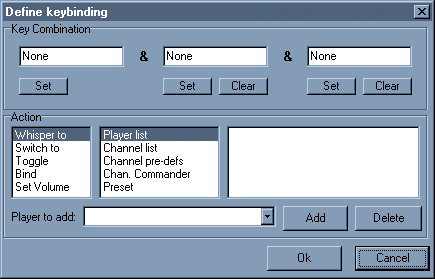 Define keybinding
Key Combination
None & None & None
Set Set Clear Set Clear
Action
Whisper to Player list
Switch to Channel list
Toggle Channel pre-defs
Bind Chan. Commander
Set Volume Preset
Player to add: Add Delete
Ok Cancel